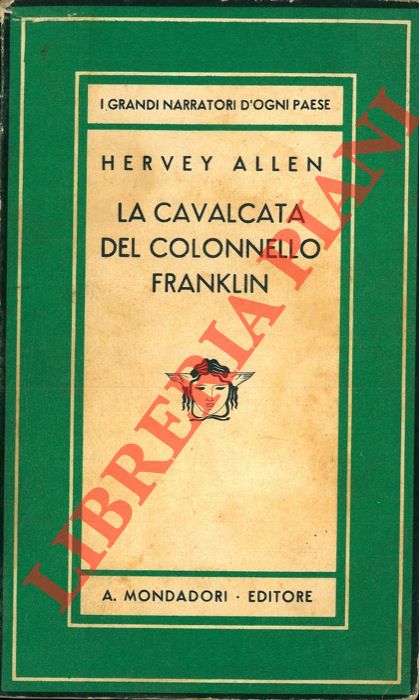 I GRANDI NARRATORI D'OGNI PAESE
HERVEY ALLEN
LA CAVALCATA
DEL COLONNELLO
FRANKLIN
A. MONDADORI · EDITORE
LIBRERIA PIANI